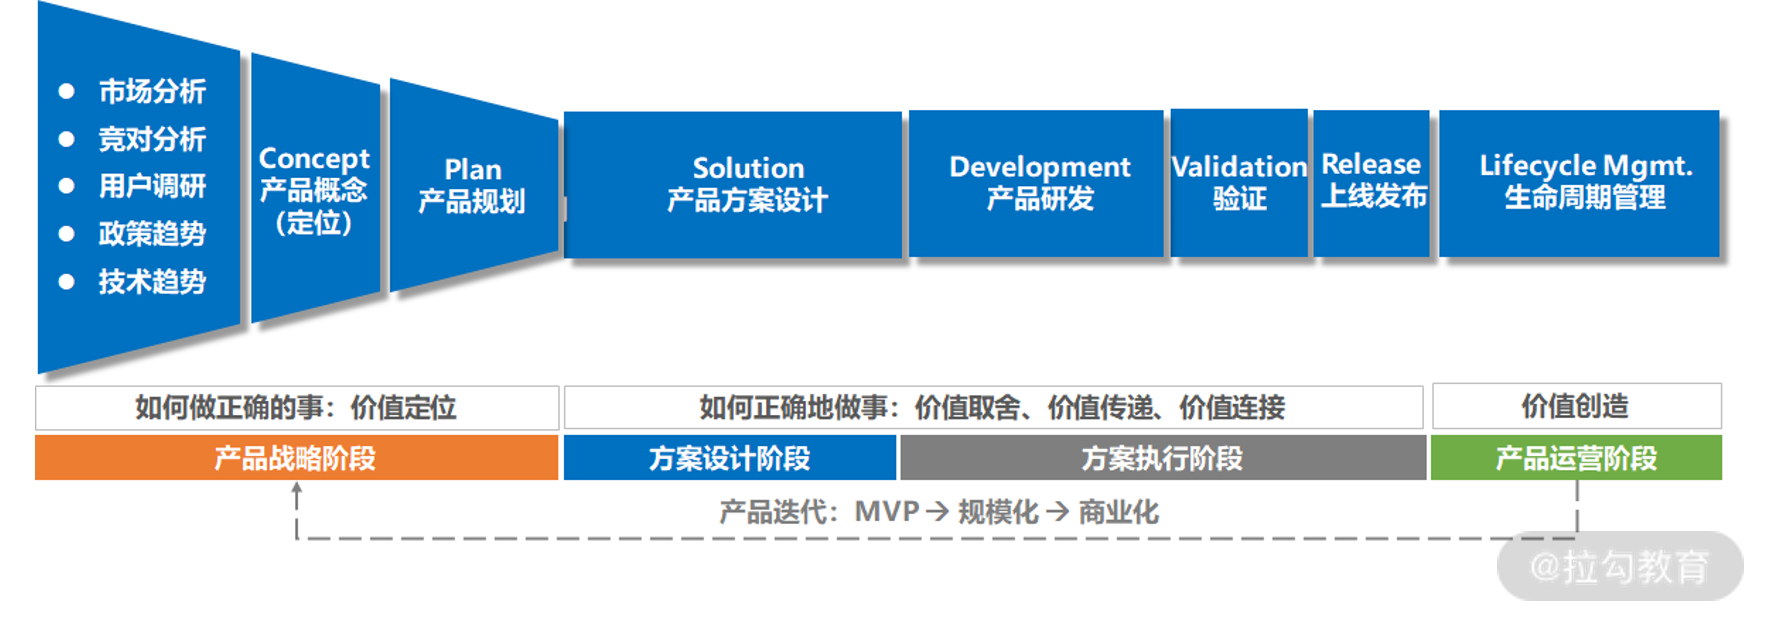 市场分析
竞对分析
用户调研
政策趋势
技术趋势
Concept
产品概念
（定位）
Plan
产品规划
Solution
产品方案设计
Development
产品研发
Validation
验证
Release
上线发布
Lifecycle Mgmt.
生命周期管理
如何做正确的事：价值定位
如何正确地做事：价值取舍、价值传递、价值连接
价值创造
产品战略阶段
方案设计阶段
方案执行阶段
产品运营阶段
产品迭代：MVP→规模化→商业化
@拉勾教育